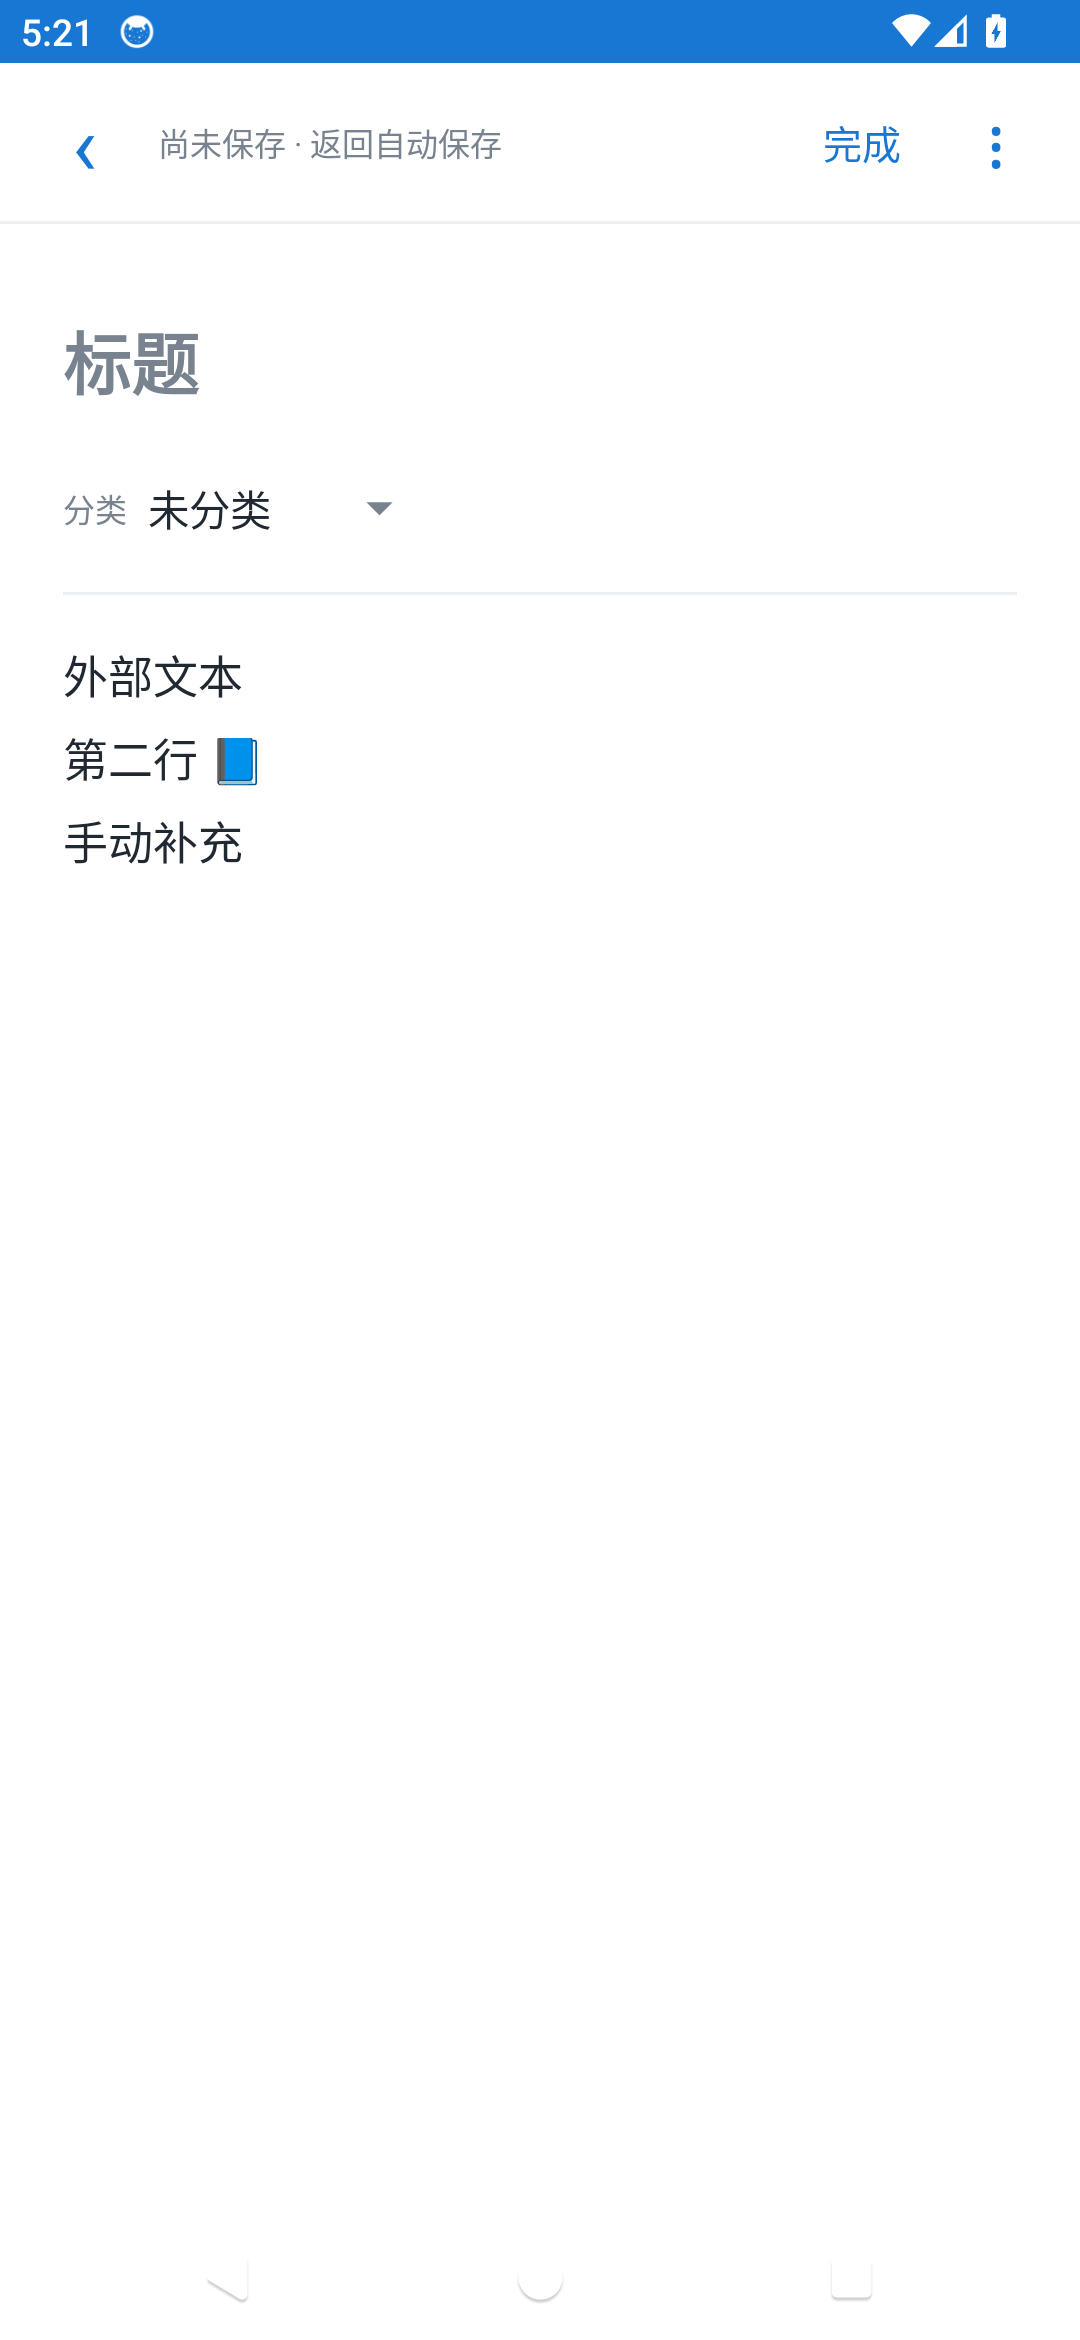 5:21
尚未保存 · 返回自动保存
完成
标题
分类 未分类
外部文本
第二行 📘
手动补充